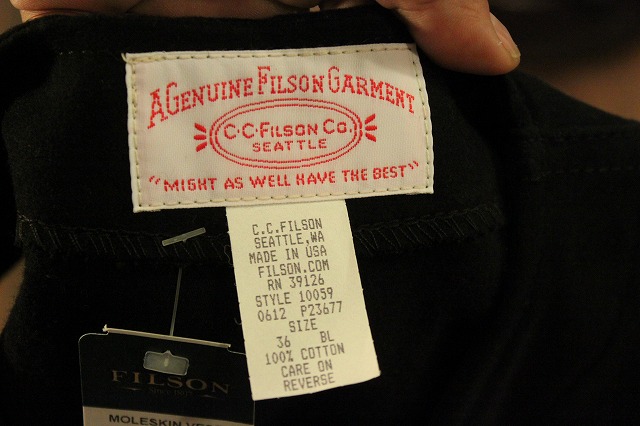 A GENUINE FILSON GARMENT
C.C. FILSON CO.
SEATTLE
"MIGHT AS WELL HAVE THE BEST"
C.C.FILSON
SEATTLE,WA
MADE IN USA
FILSON.COM
RN 39126
STYLE 10059
0612 P23677
SIZE
36 BL
100% COTTON
CARE ON
REVERSE
FILSON
MOLESKIN